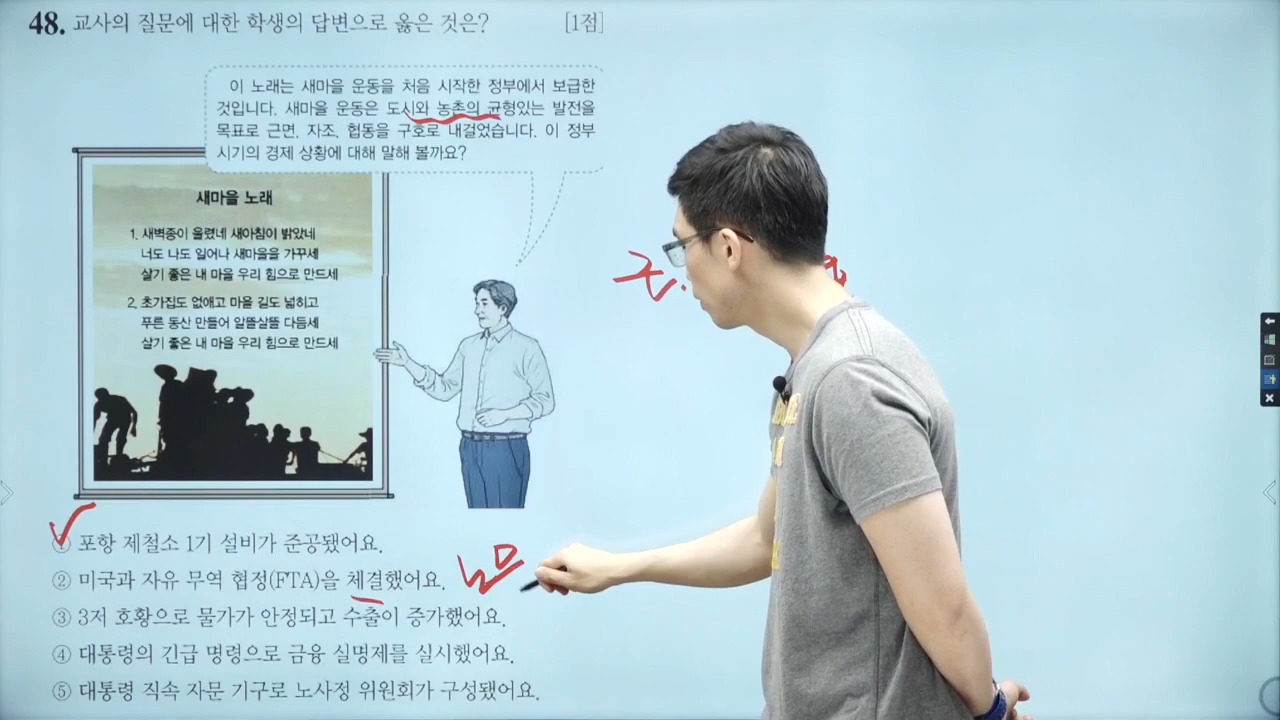 48. 교사의 질문에 대한 학생의 답변으로 옳은 것은? [1점]
이 노래는 새마을 운동을 처음 시작한 정부에서 보급한
것입니다. 새마을 운동은 도시와 농촌의 균형있는 발전을
목표로 근면, 자조, 협동을 구호로 내걸었습니다. 이 정부
시기의 경제 상황에 대해 말해 볼까요?
새마을 노래
1. 새벽종이 울렸네 새아침이 밝았네
너도 나도 일어나 새마을을 가꾸세
살기 좋은 내 마을 우리 힘으로 만드세
2. 초가집도 없애고 마을 길도 넓히고
푸른 동산 만들어 알뜰살뜰 다듬세
살기 좋은 내 마을 우리 힘으로 만드세
① 포항 제철소 1기 설비가 준공됐어요.
② 미국과 자유 무역 협정(FTA)을 체결했어요. 노무
③ 3저 호황으로 물가가 안정되고 수출이 증가했어요.
④ 대통령의 긴급 명령으로 금융 실명제를 실시했어요.
⑤ 대통령 직속 자문 기구로 노사정 위원회가 구성됐어요.